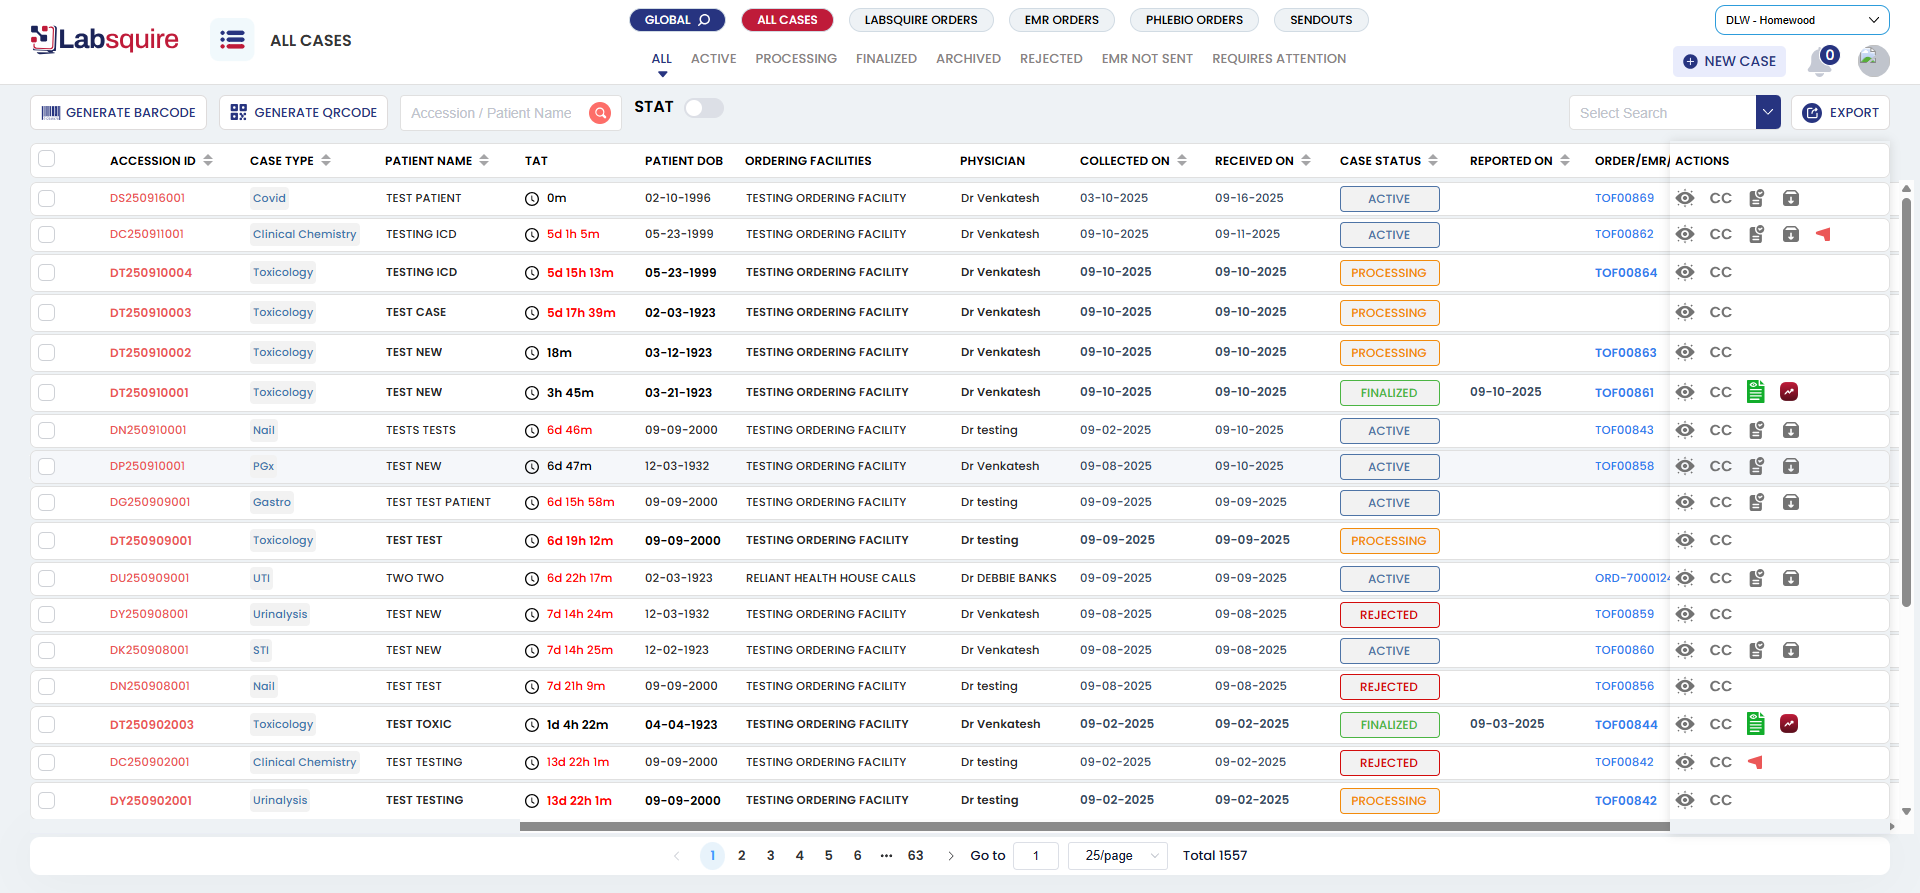 GLOBAL ALL CASES LABSQUIRE ORDERS EMR ORDERS PHLEBIO ORDERS SENDOUTS DLW - Homewood
Labsquire ALL CASES
ALL ACTIVE PROCESSING FINALIZED ARCHIVED REJECTED EMR NOT SENT REQUIRES ATTENTION NEW CASE 0
GENERATE BARCODE GENERATE QRCODE Accession / Patient Name STAT Select Search EXPORT
ACCESSION ID CASE TYPE PATIENT NAME TAT PATIENT DOB ORDERING FACILITIES PHYSICIAN COLLECTED ON RECEIVED ON CASE STATUS REPORTED ON ORDER/EMR/ ACTIONS
DS250916001 Covid TEST PATIENT 0m 02-10-1996 TESTING ORDERING FACILITY Dr Venkatesh 03-10-2025 09-16-2025 ACTIVE TOF00869 CC
DC250911001 Clinical Chemistry TESTING ICD 5d 1h 5m 05-23-1999 TESTING ORDERING FACILITY Dr Venkatesh 09-10-2025 09-11-2025 ACTIVE TOF00862 CC
DT250910004 Toxicology TESTING ICD 5d 15h 13m 05-23-1999 TESTING ORDERING FACILITY Dr Venkatesh 09-10-2025 09-10-2025 PROCESSING TOF00864 CC
DT250910003 Toxicology TEST CASE 5d 17h 39m 02-03-1923 TESTING ORDERING FACILITY Dr Venkatesh 09-10-2025 09-10-2025 PROCESSING CC
DT250910002 Toxicology TEST NEW 18m 03-12-1923 TESTING ORDERING FACILITY Dr Venkatesh 09-10-2025 09-10-2025 PROCESSING TOF00863 CC
DT250910001 Toxicology TEST NEW 3h 45m 03-21-1923 TESTING ORDERING FACILITY Dr Venkatesh 09-10-2025 09-10-2025 FINALIZED 09-10-2025 TOF00861 CC
DN250910001 Nail TESTS TESTS 6d 46m 09-09-2000 TESTING ORDERING FACILITY Dr testing 09-02-2025 09-10-2025 ACTIVE TOF00843 CC
DP250910001 PGx TEST NEW 6d 47m 12-03-1932 TESTING ORDERING FACILITY Dr Venkatesh 09-08-2025 09-10-2025 ACTIVE TOF00858 CC
DG250909001 Gastro TEST TEST PATIENT 6d 15h 58m 09-09-2000 TESTING ORDERING FACILITY Dr testing 09-09-2025 09-09-2025 ACTIVE CC
DT250909001 Toxicology TEST TEST 6d 19h 12m 09-09-2000 TESTING ORDERING FACILITY Dr testing 09-09-2025 09-09-2025 PROCESSING CC
DU250909001 UTI TWO TWO 6d 22h 17m 02-03-1923 RELIANT HEALTH HOUSE CALLS Dr DEBBIE BANKS 09-09-2025 09-09-2025 ACTIVE ORD-7000124 CC
DY250908001 Urinalysis TEST NEW 7d 14h 24m 12-03-1932 TESTING ORDERING FACILITY Dr Venkatesh 09-08-2025 09-08-2025 REJECTED TOF00859 CC
DK250908001 STI TEST NEW 7d 14h 25m 12-02-1923 TESTING ORDERING FACILITY Dr Venkatesh 09-08-2025 09-08-2025 ACTIVE TOF00860 CC
DN250908001 Nail TEST TEST 7d 21h 9m 09-09-2000 TESTING ORDERING FACILITY Dr testing 09-08-2025 09-08-2025 REJECTED TOF00856 CC
DT250902003 Toxicology TEST TOXIC 1d 4h 22m 04-04-1923 TESTING ORDERING FACILITY Dr Venkatesh 09-02-2025 09-02-2025 FINALIZED 09-03-2025 TOF00844 CC
DC250902001 Clinical Chemistry TEST TESTING 13d 22h 1m 09-09-2000 TESTING ORDERING FACILITY Dr testing 09-02-2025 09-02-2025 REJECTED TOF00842 CC
DY250902001 Urinalysis TEST TESTING 13d 22h 1m 09-09-2000 TESTING ORDERING FACILITY Dr testing 09-02-2025 09-02-2025 PROCESSING TOF00842 CC
1 2 3 4 5 6 ••• 63 Go to 1 25/page Total 1557